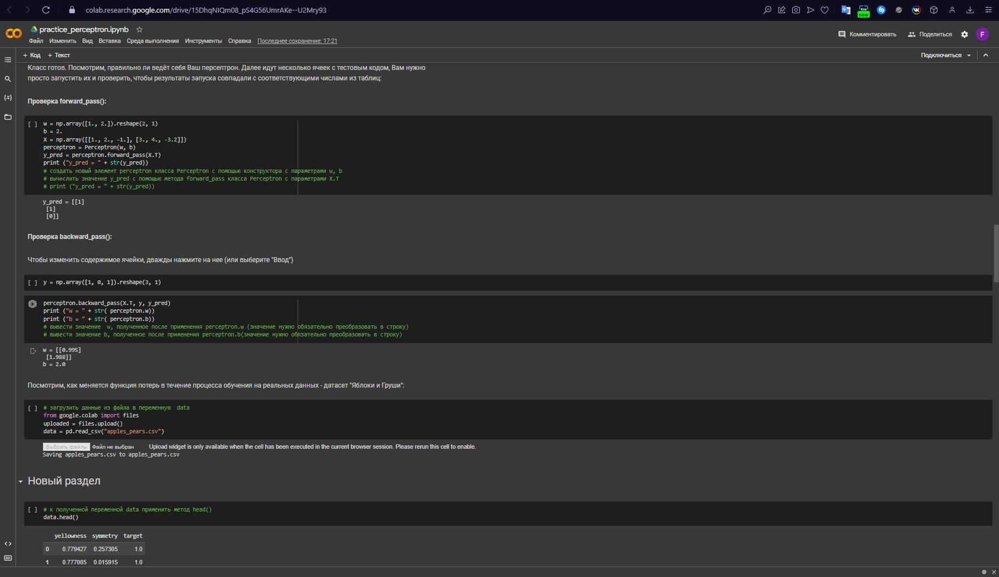 colab.research.google.com/drive/15DhqNIQm08_pS4G56UmrAKe--U2Mry93
new
practice_perceptron.ipynb
Файл Изменить Вид Вставка Среда выполнения Инструменты Справка Последнее сохранение: 17:21
Комментировать Поделиться F
+ Код + Текст
Подключиться
Класс готов. Посмотрим, правильно ли ведёт себя Ваш персептрон. Далее идут несколько ячеек с тестовым кодом, Вам нужно
просто запустить их и проверить, чтобы результаты запуска совпадали с соответствующими числами из таблиц:
Проверка forward_pass():
[ ] w = np.array([1., 2.]).reshape(2, 1)
b = 2.
X = np.array([[1., 2., -1.], [3., 4., -3.2]])
perceptron = Perceptron(w, b)
y_pred = perceptron.forward_pass(X.T)
print ("y_pred = " + str(y_pred))
# создать новый элемент perceptron класса Perceptron с помощью конструктора с параметрами w, b
# вычислить значение y_pred с помощью метода forward_pass класса Perceptron с параметрами X.T
# print ("y_pred = " + str(y_pred))
y_pred = [[1]
[1]
[0]]
Проверка backward_pass():
Чтобы изменить содержимое ячейки, дважды нажмите на нее (или выберите "Ввод")
[ ] y = np.array([1, 0, 1]).reshape(3, 1)
perceptron.backward_pass(X.T, y, y_pred)
print ("w = " + str( perceptron.w))
print ("b = " + str( perceptron.b))
# вывести значение  w, полученное после применения perceptron.w (значение нужно обязательно преобразовать в строку)
# вывести значение b, полученное после применения perceptron.b(значение нужно обязательно преобразовать в строку)
w = [[0.995]
[1.988]]
b = 2.0
Посмотрим, как меняется функция потерь в течение процесса обучения на реальных данных - датасет "Яблоки и Груши":
[ ] # загрузить данные из файла в переменную  data
from google.colab import files
uploaded = files.upload()
data = pd.read_csv("apples_pears.csv")
Выбрать файлы Файл не выбран Upload widget is only available when the cell has been executed in the current browser session. Please rerun this cell to enable.
Saving apples_pears.csv to apples_pears.csv
Новый раздел
[ ] # к полученной переменной data применить метод head()
data.head()
yellowness symmetry target
0 0.779427 0.257305 1.0
1 0.777005 0.015915 1.0